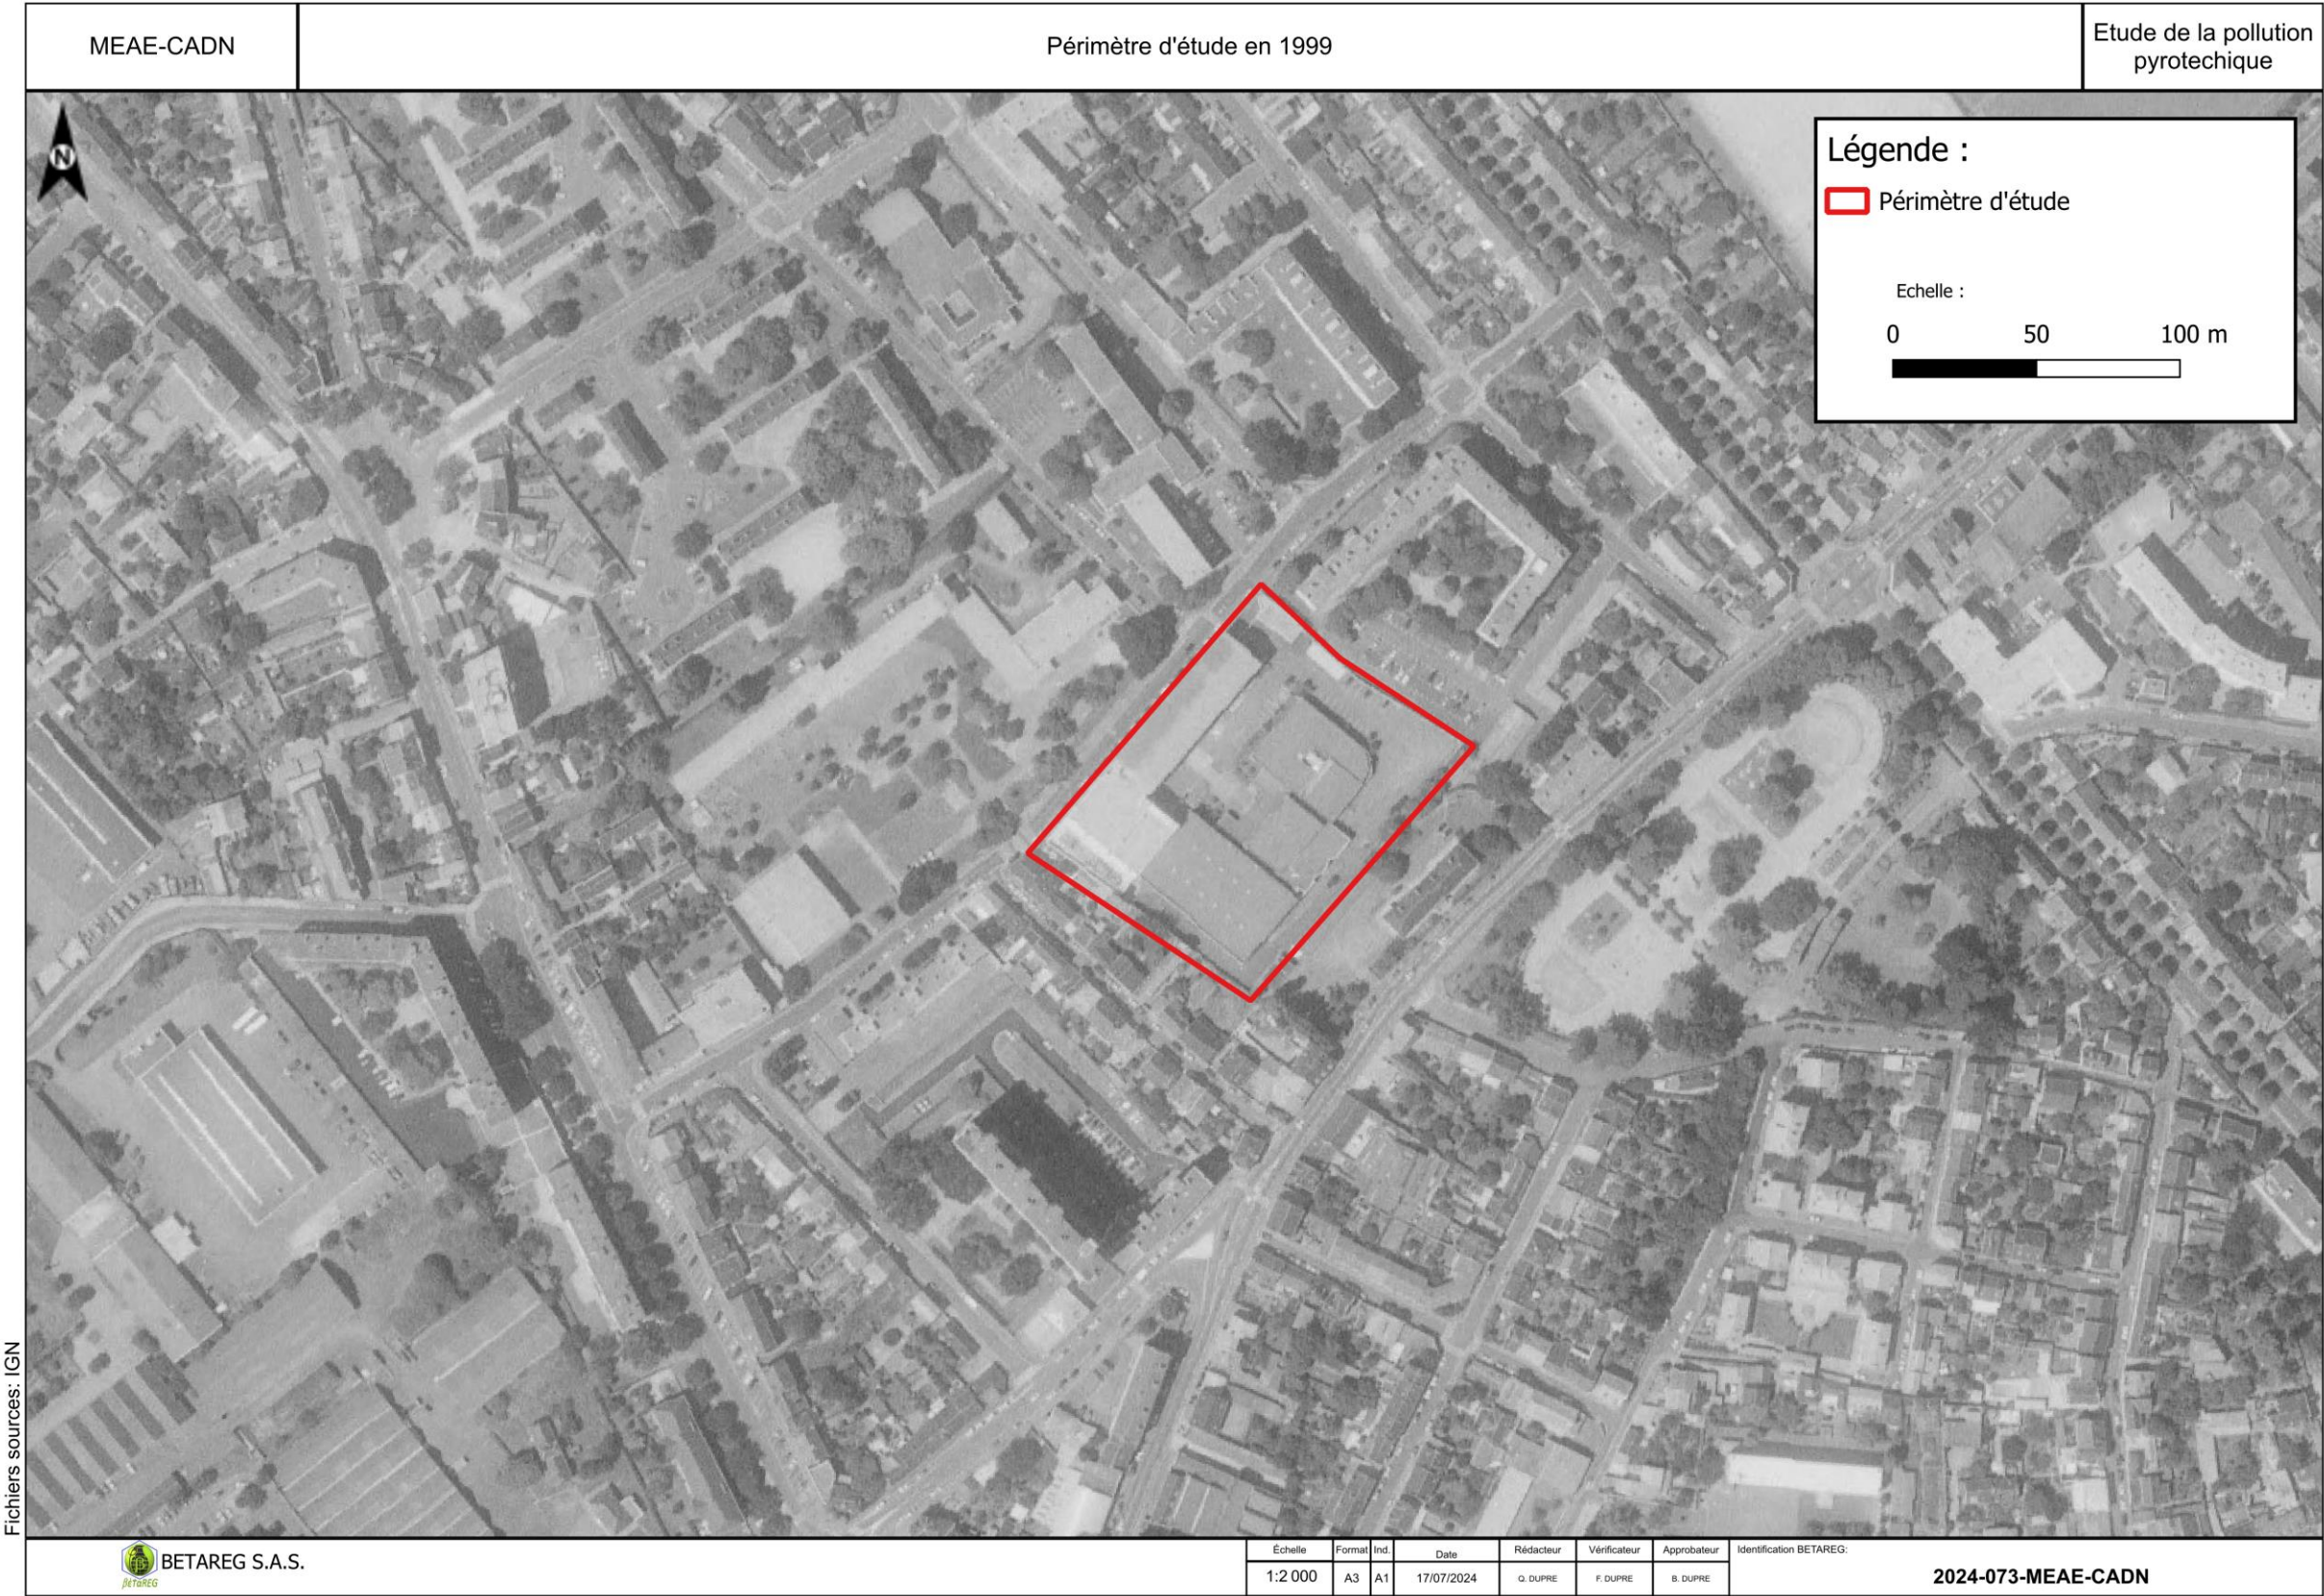 MEAE-CADN
Périmètre d'étude en 1999
Etude de la pollution
pyrotechique
N
Légende :
Périmètre d'étude
Echelle :
0 50 100 m
Fichiers sources: IGN
BETAREG S.A.S.
BéTaREG
Échelle Format Ind. Date Rédacteur Vérificateur Approbateur Identification BETAREG:
1:2 000 A3 A1 17/07/2024 Q. DUPRE F. DUPRE B. DUPRE 2024-073-MEAE-CADN